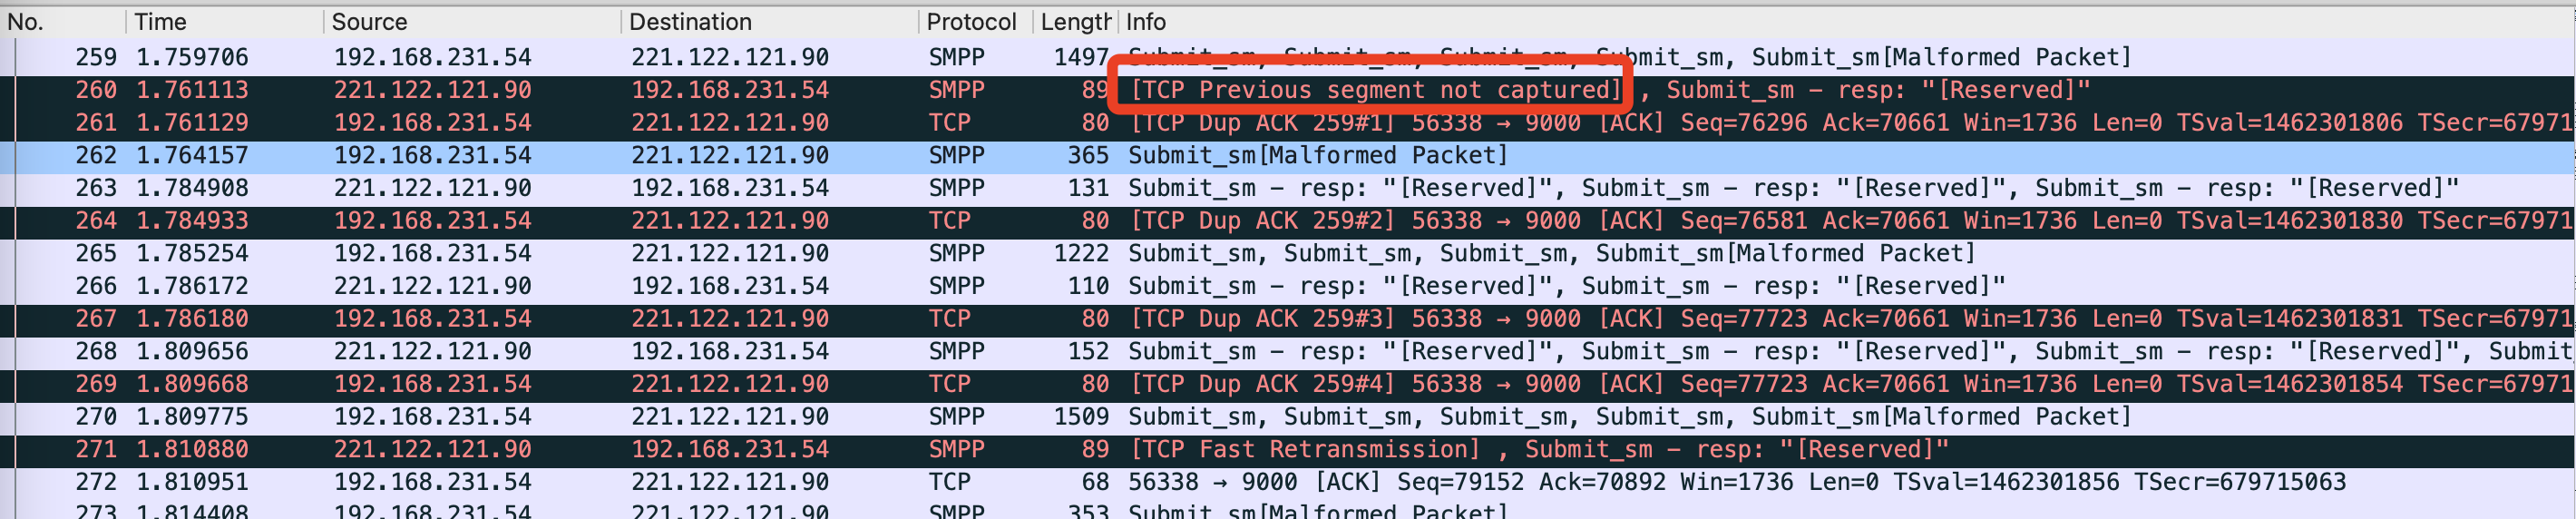 No. Time Source Destination Protocol Length Info
259 1.759706 192.168.231.54 221.122.121.90 SMPP 1497 Submit_sm, Submit_sm, Submit_sm, Submit_sm, Submit_sm[Malformed Packet]
260 1.761113 221.122.121.90 192.168.231.54 SMPP 89 [TCP Previous segment not captured] , Submit_sm - resp: "[Reserved]"
261 1.761129 192.168.231.54 221.122.121.90 TCP 80 [TCP Dup ACK 259#1] 56338 → 9000 [ACK] Seq=76296 Ack=70661 Win=1736 Len=0 TSval=1462301806 TSecr=67971
262 1.764157 192.168.231.54 221.122.121.90 SMPP 365 Submit_sm[Malformed Packet]
263 1.784908 221.122.121.90 192.168.231.54 SMPP 131 Submit_sm - resp: "[Reserved]", Submit_sm - resp: "[Reserved]", Submit_sm - resp: "[Reserved]"
264 1.784933 192.168.231.54 221.122.121.90 TCP 80 [TCP Dup ACK 259#2] 56338 → 9000 [ACK] Seq=76581 Ack=70661 Win=1736 Len=0 TSval=1462301830 TSecr=67971
265 1.785254 192.168.231.54 221.122.121.90 SMPP 1222 Submit_sm, Submit_sm, Submit_sm, Submit_sm[Malformed Packet]
266 1.786172 221.122.121.90 192.168.231.54 SMPP 110 Submit_sm - resp: "[Reserved]", Submit_sm - resp: "[Reserved]"
267 1.786180 192.168.231.54 221.122.121.90 TCP 80 [TCP Dup ACK 259#3] 56338 → 9000 [ACK] Seq=77723 Ack=70661 Win=1736 Len=0 TSval=1462301831 TSecr=67971
268 1.809656 221.122.121.90 192.168.231.54 SMPP 152 Submit_sm - resp: "[Reserved]", Submit_sm - resp: "[Reserved]", Submit_sm - resp: "[Reserved]", Submit
269 1.809668 192.168.231.54 221.122.121.90 TCP 80 [TCP Dup ACK 259#4] 56338 → 9000 [ACK] Seq=77723 Ack=70661 Win=1736 Len=0 TSval=1462301854 TSecr=67971
270 1.809775 192.168.231.54 221.122.121.90 SMPP 1509 Submit_sm, Submit_sm, Submit_sm, Submit_sm, Submit_sm[Malformed Packet]
271 1.810880 221.122.121.90 192.168.231.54 SMPP 89 [TCP Fast Retransmission] , Submit_sm - resp: "[Reserved]"
272 1.810951 192.168.231.54 221.122.121.90 TCP 68 56338 → 9000 [ACK] Seq=79152 Ack=70892 Win=1736 Len=0 TSval=1462301856 TSecr=679715063
273 1.814408 192.168.231.54 221.122.121.90 SMPP 353 Submit_sm[Malformed Packet]